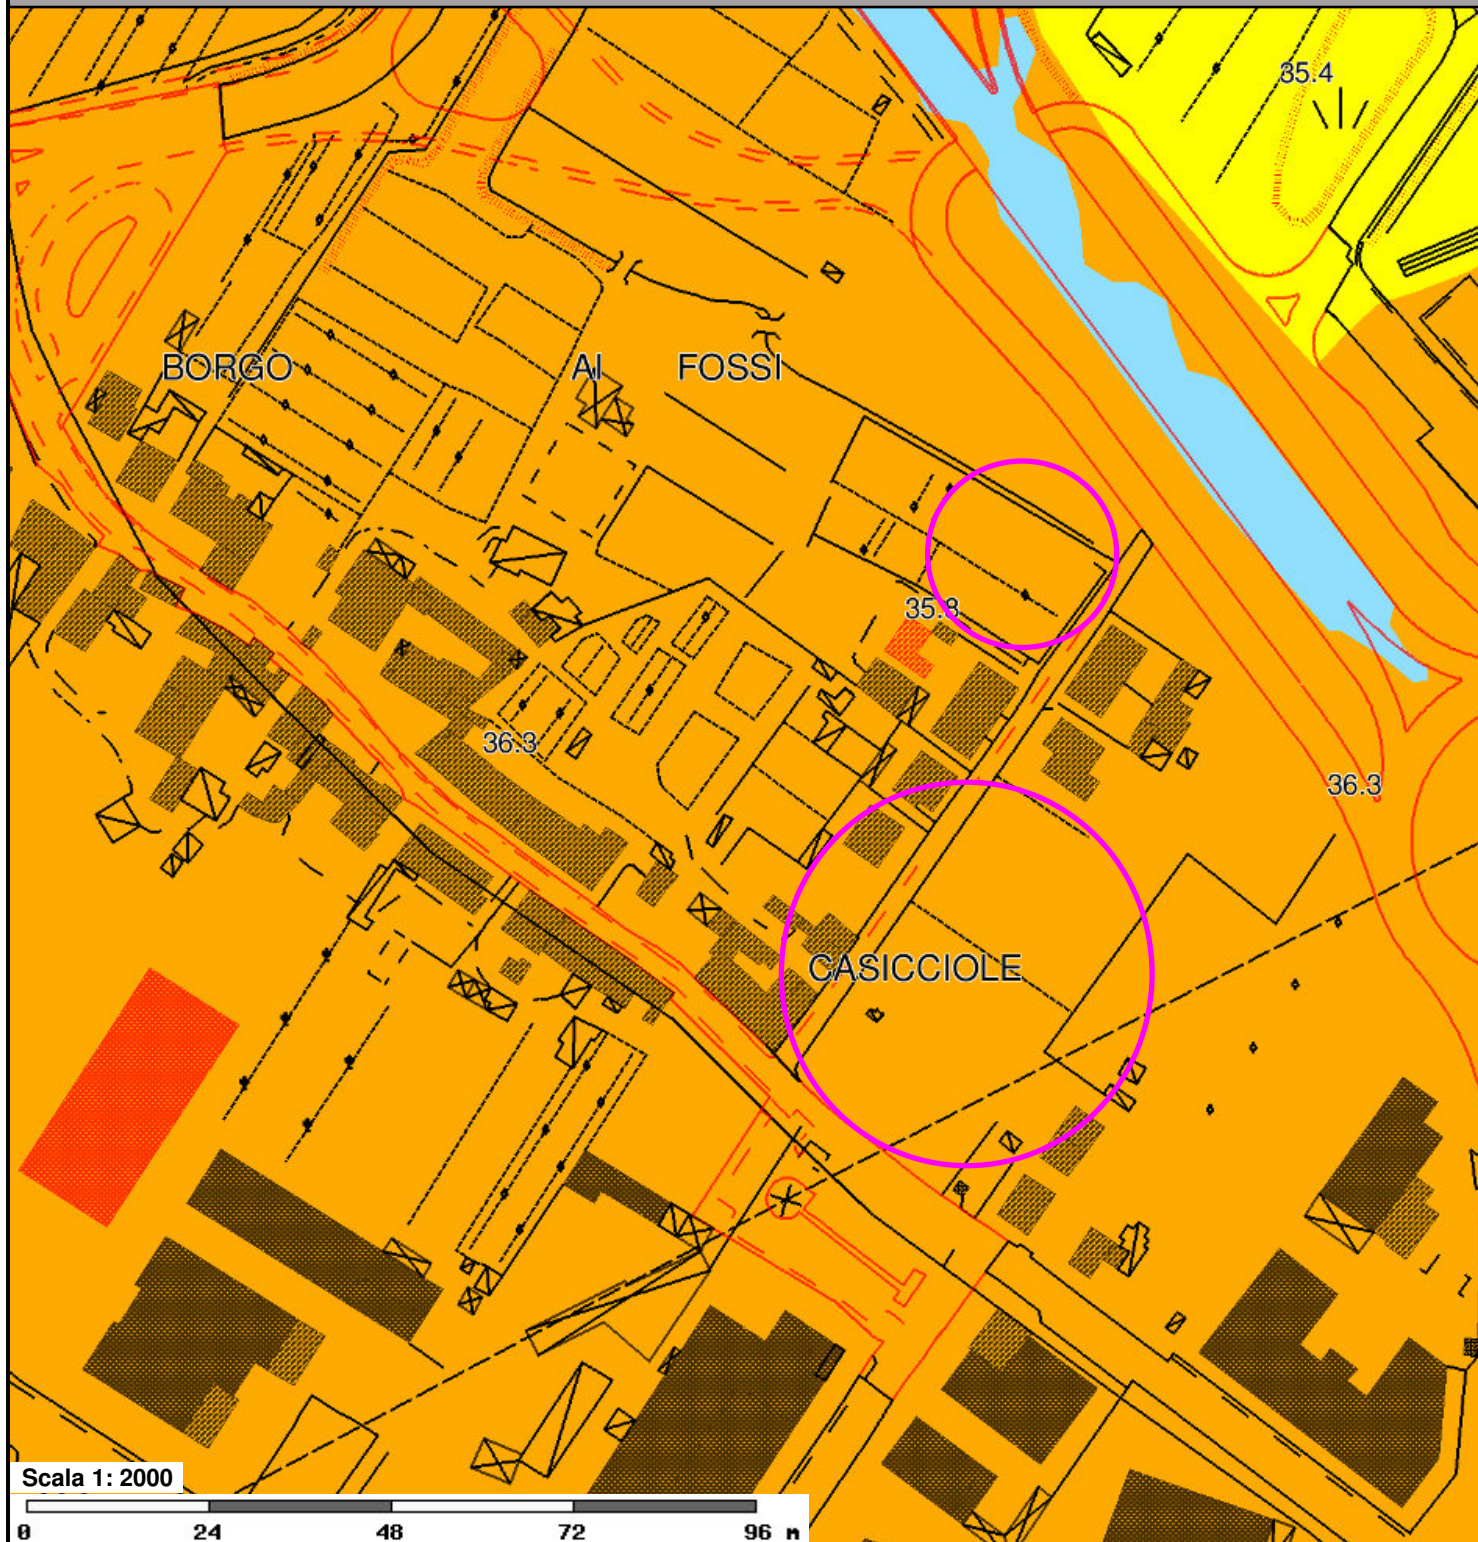 35.4
BORGO AI FOSSI
35.8
36.3
36.3
CASICCIOLE
Scala 1: 2000
0 24 48 72 96 m